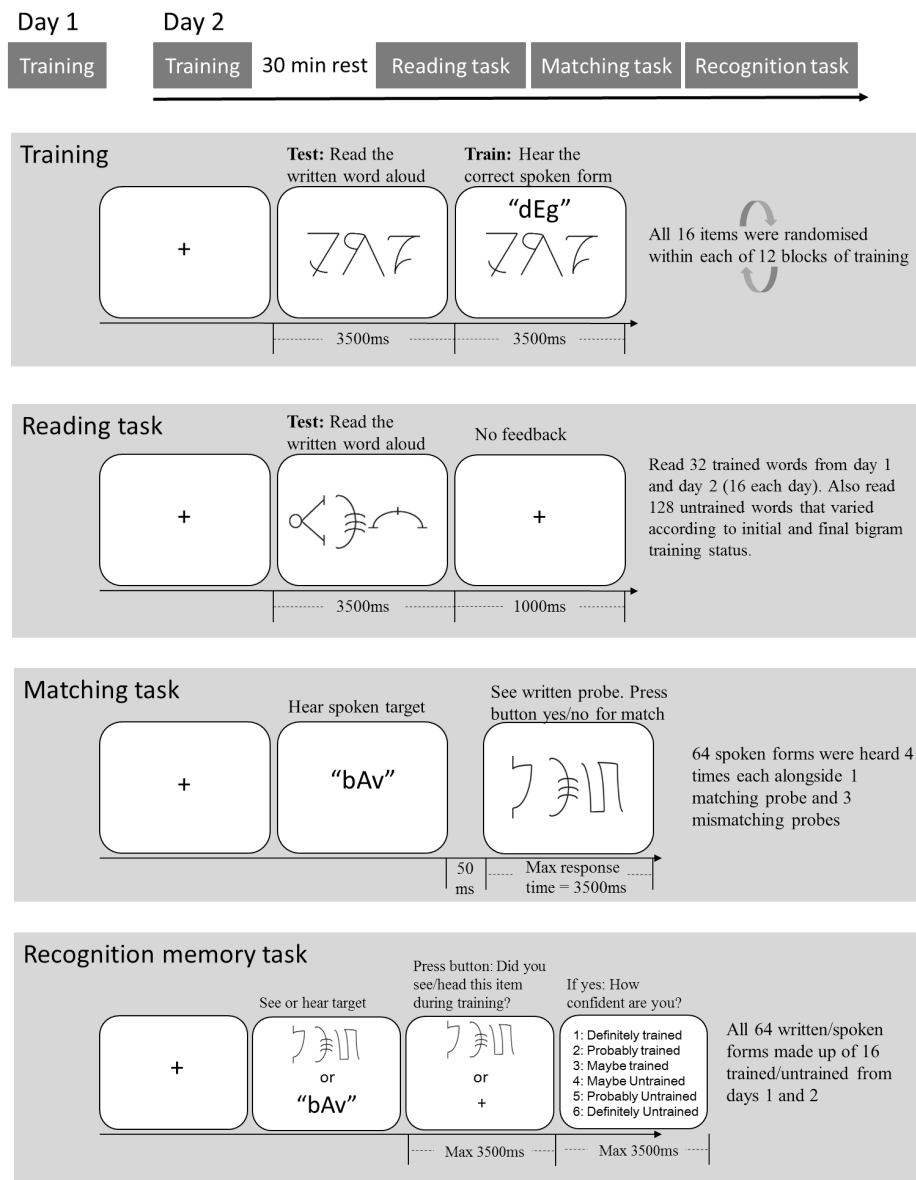 Day 1
Day 2
Training
Training
30 min rest
Reading task
Matching task
Recognition task
Training
Test: Read the
written word aloud
Train: Hear the
correct spoken form
+
“dEg”
All 16 items were randomised
within each of 12 blocks of training
3500ms
3500ms
Reading task
Test: Read the
written word aloud
No feedback
+
+
Read 32 trained words from day 1
and day 2 (16 each day). Also read
128 untrained words that varied
according to initial and final bigram
training status.
3500ms
1000ms
Matching task
Hear spoken target
See written probe. Press
button yes/no for match
+
“bAv”
64 spoken forms were heard 4
times each alongside 1
matching probe and 3
mismatching probes
50
ms
Max response
time = 3500ms
Recognition memory task
See or hear target
Press button: Did you
see/head this item
during training?
If yes: How
confident are you?
+
or
“bAv”
or
+
1: Definitely trained
2: Probably trained
3: Maybe trained
4: Maybe Untrained
5: Probably Untrained
6: Definitely Untrained
All 64 written/spoken
forms made up of 16
trained/untrained from
days 1 and 2
Max 3500ms
Max 3500ms